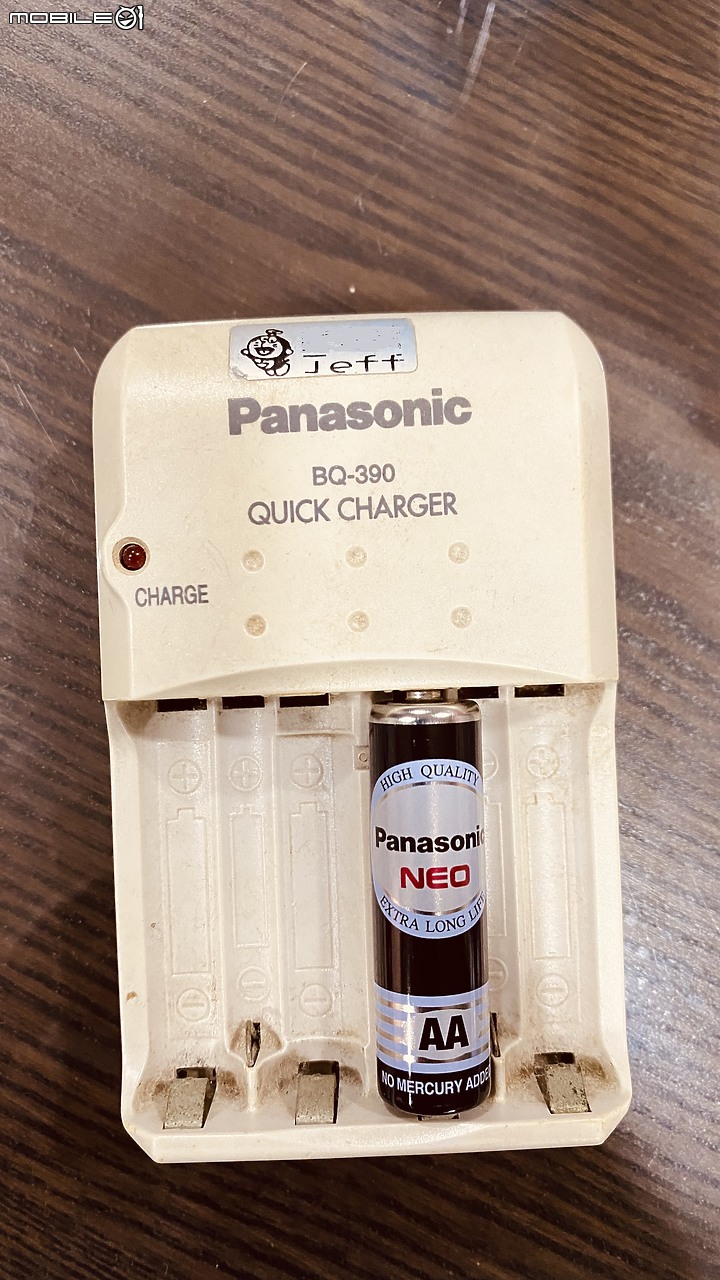 MOBILE01
Jeff
Panasonic
BQ-390
QUICK CHARGER
CHARGE
HIGH QUALITY
Panasonic
NEO
EXTRA LONG LIFE
AA
NO MERCURY ADDED